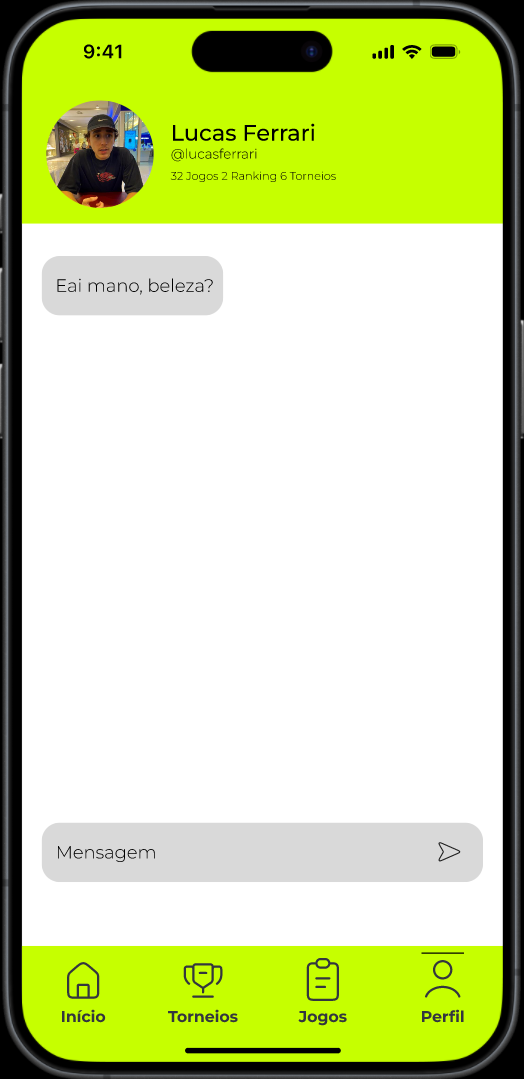 9:41
Lucas Ferrari
@lucasferrari
32 Jogos 2 Ranking 6 Torneios
Eai mano, beleza?
Mensagem
Início Torneios Jogos Perfil